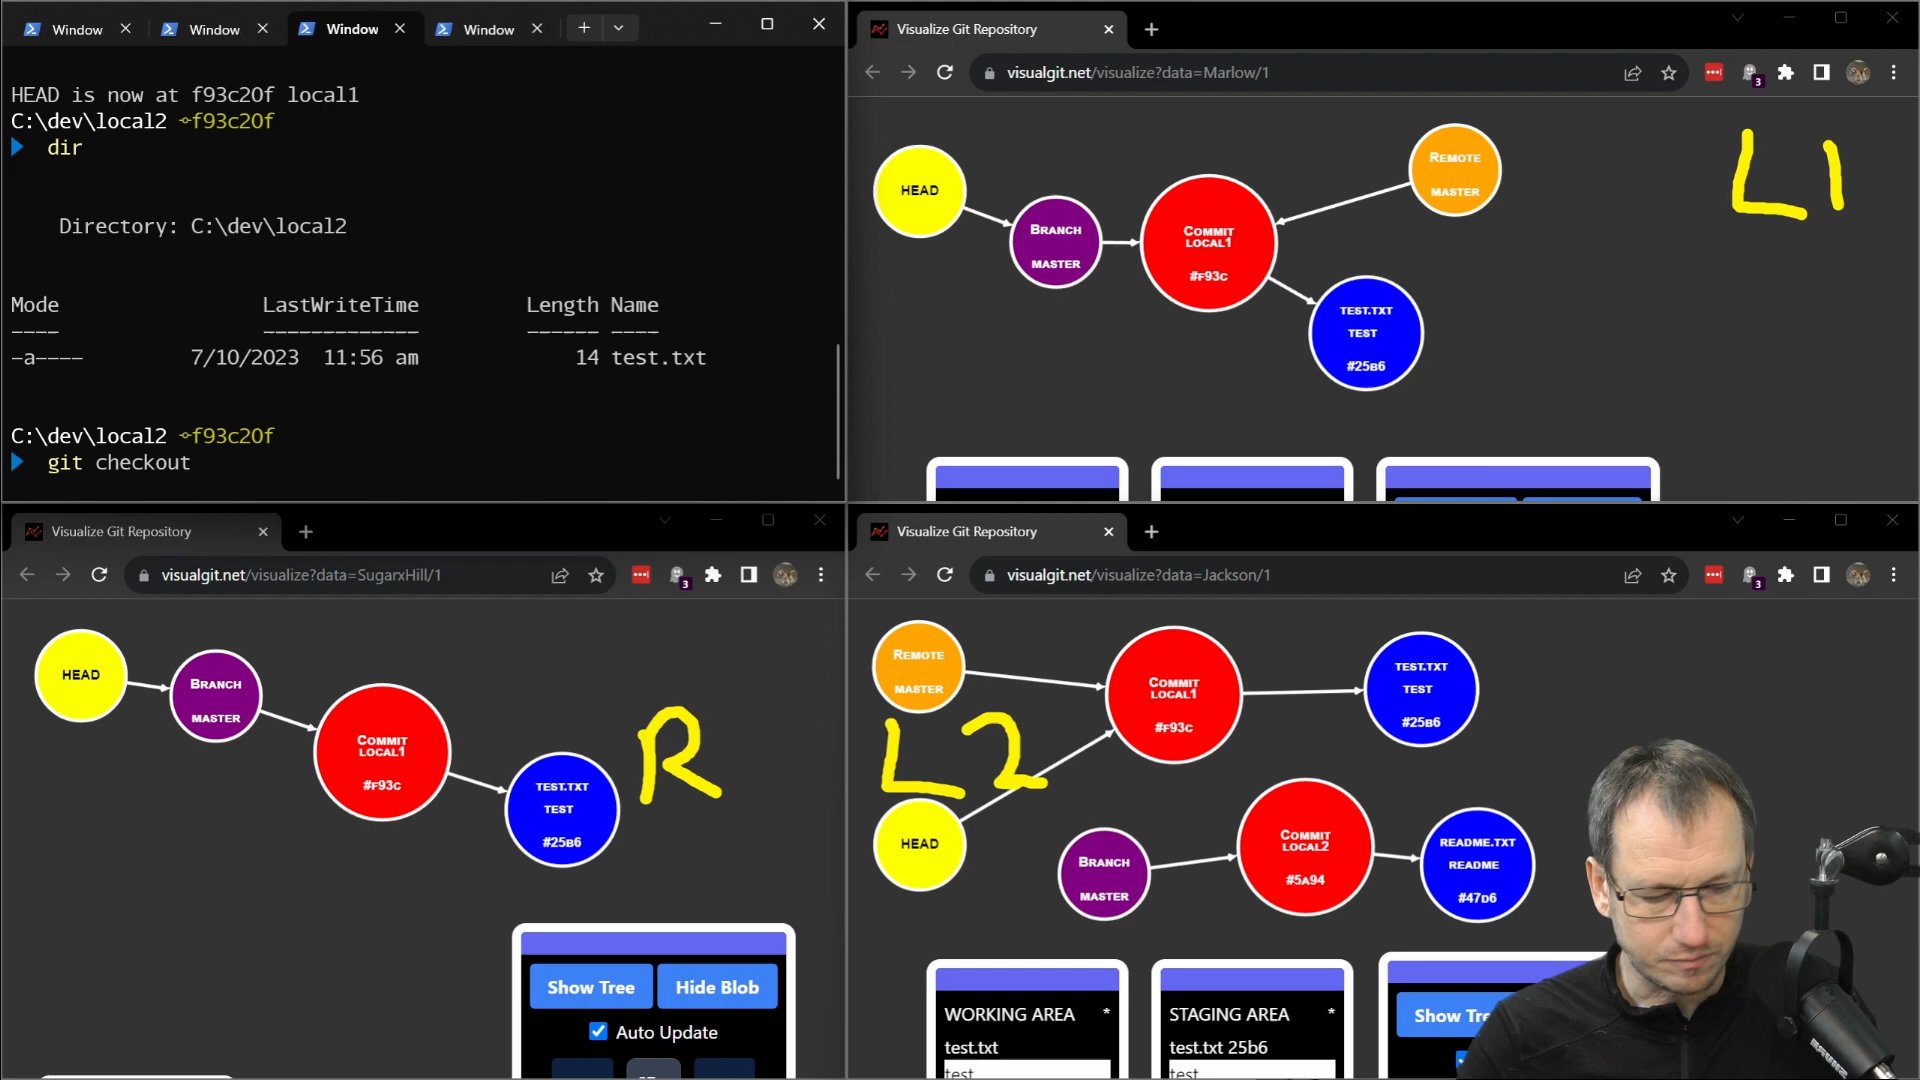 Window
Window
Window
Window
HEAD is now at f93c20f local1
C:\dev\local2 f93c20f
dir
Directory: C:\dev\local2
Mode LastWriteTime Length Name
---- ------------- ------ ----
-a---- 7/10/2023 11:56 am 14 test.txt
C:\dev\local2 f93c20f
git checkout
Visualize Git Repository
visualgit.net/visualize?data=Marlow/1
3
HEAD
BRANCH
MASTER
COMMIT
LOCAL1
#F93C
REMOTE
MASTER
TEST.TXT
TEST
#25B6
L1
Visualize Git Repository
visualgit.net/visualize?data=SugarxHill/1
3
HEAD
BRANCH
MASTER
COMMIT
LOCAL1
#F93C
TEST.TXT
TEST
#25B6
R
Show Tree
Hide Blob
Auto Update
Visualize Git Repository
visualgit.net/visualize?data=Jackson/1
3
REMOTE
MASTER
COMMIT
LOCAL1
#F93C
TEST.TXT
TEST
#25B6
L2
HEAD
BRANCH
MASTER
COMMIT
LOCAL2
#5A94
README.TXT
README
#47D6
WORKING AREA *
test.txt
test
STAGING AREA *
test.txt 25b6
test
Show